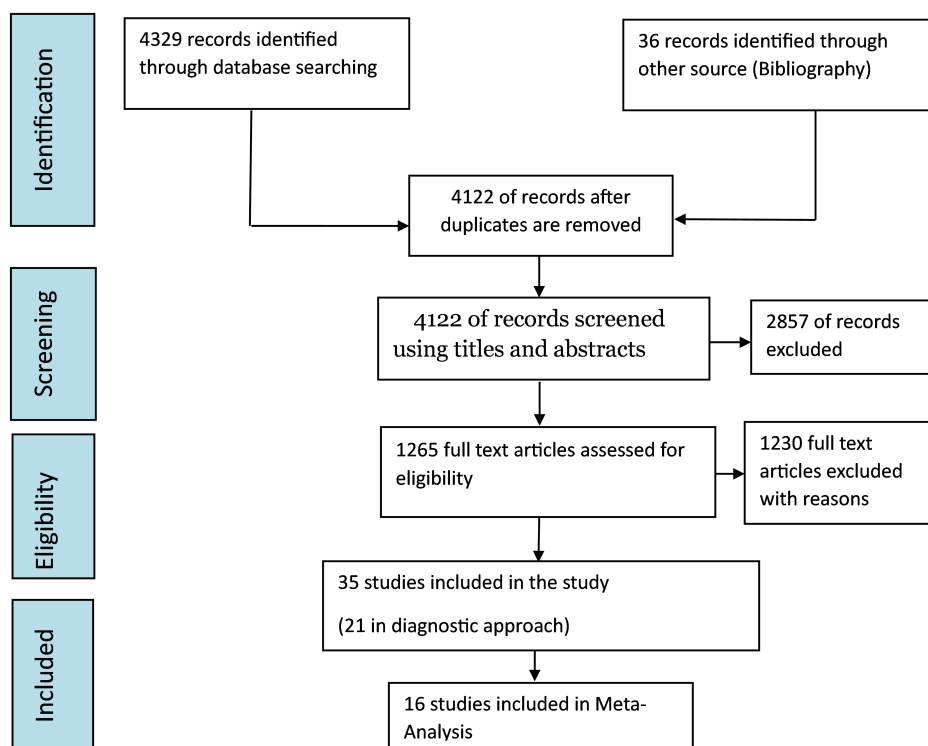 Identification
4329 records identified
through database searching
36 records identified through
other source (Bibliography)
4122 of records after
duplicates are removed
Screening
4122 of records screened
using titles and abstracts
2857 of records
excluded
Eligibility
1265 full text articles assessed for
eligibility
1230 full text
articles excluded
with reasons
Included
35 studies included in the study
(21 in diagnostic approach)
16 studies included in Meta-
Analysis